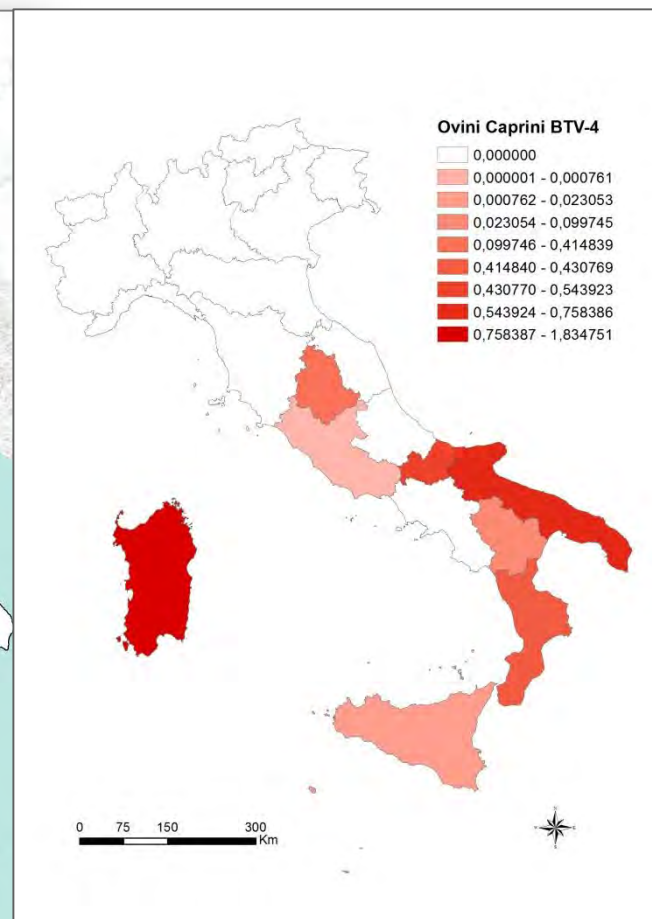 Ovini Caprini BTV-4
0,000000
0,000001 - 0,000761
0,000762 - 0,023053
0,023054 - 0,099745
0,099746 - 0,414839
0,414840 - 0,430769
0,430770 - 0,543923
0,543924 - 0,758386
0,758387 - 1,834751
0 75 150 300
Km